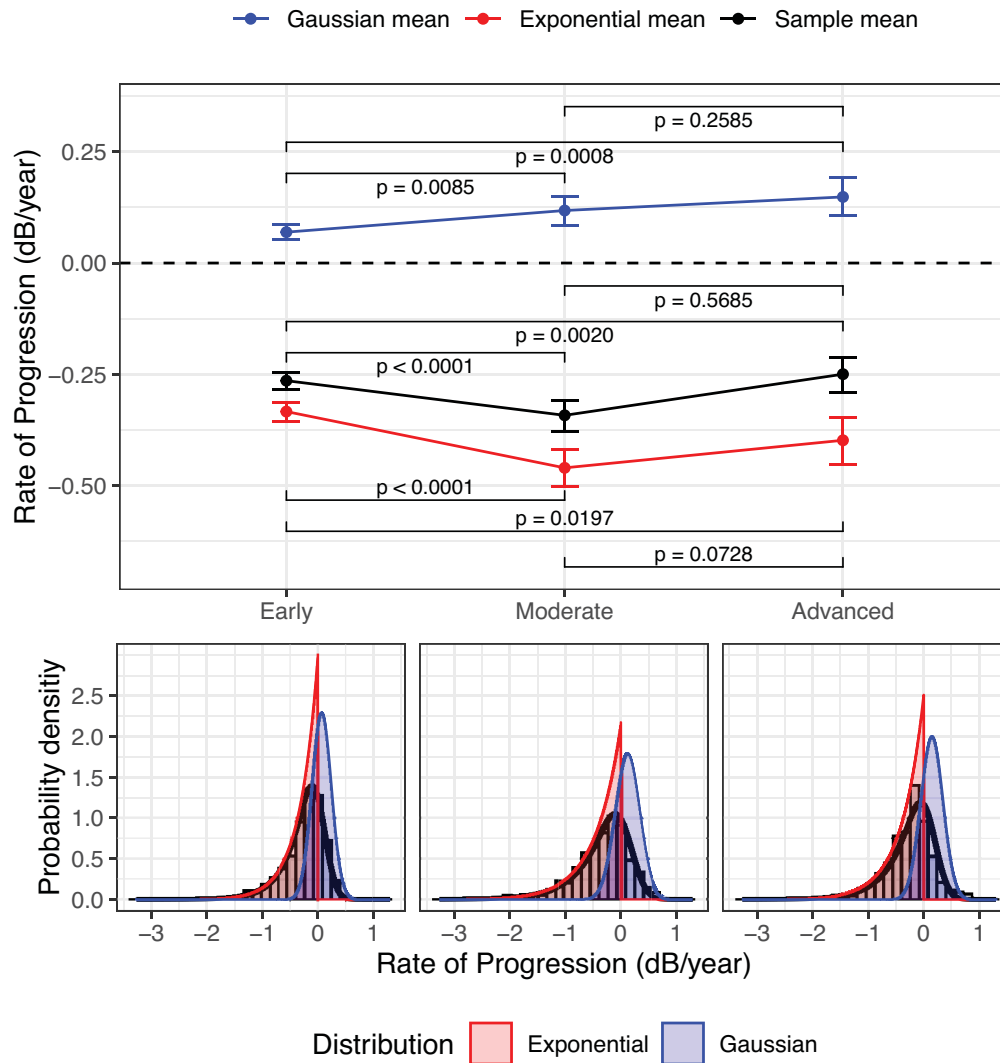 Gaussian mean Exponential mean Sample mean
Rate of Progression (dB/year)
0.25
0.00
−0.25
−0.50
p = 0.2585
p = 0.0008
p = 0.0085
p = 0.5685
p = 0.0020
p < 0.0001
p < 0.0001
p = 0.0197
p = 0.0728
Early Moderate Advanced
Probability densitiy
2.5
2.0
1.5
1.0
0.5
0.0
−3 −2 −1 0 1 −3 −2 −1 0 1 −3 −2 −1 0 1
Rate of Progression (dB/year)
Distribution Exponential Gaussian